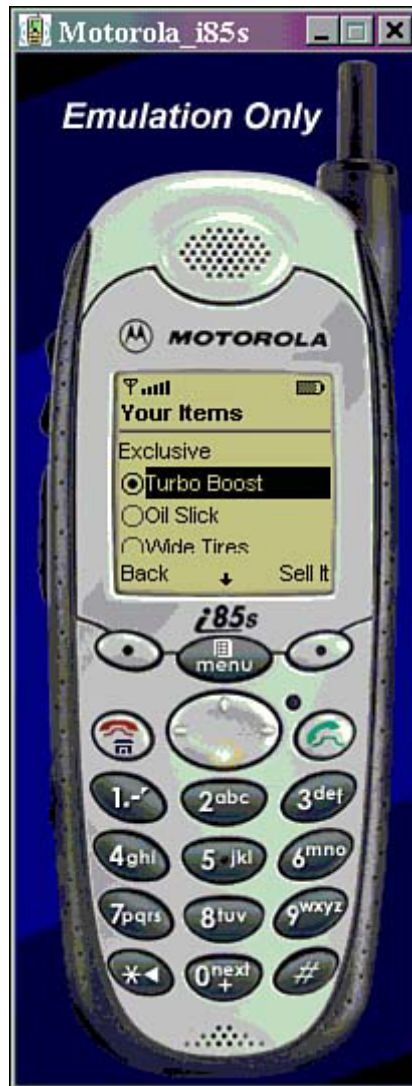 Motorola_i85s
Emulation Only
MOTOROLA
Your Items
Exclusive
Turbo Boost
Oil Slick
Wide Tires
Back Sell It
i85s
menu
1.-
2abc
3def
4ghi
5 jkl
6mno
7pqrs
8tuv
9wxyz
*
0next
+
#